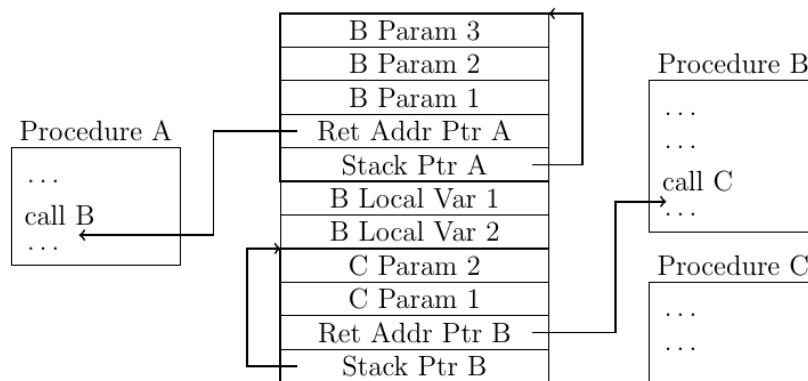 B Param 3
B Param 2
B Param 1
Ret Addr Ptr A
Stack Ptr A
B Local Var 1
B Local Var 2
C Param 2
C Param 1
Ret Addr Ptr B
Stack Ptr B
Procedure A
...
call B
...
Procedure B
...
...
call C
...
Procedure C
...
...